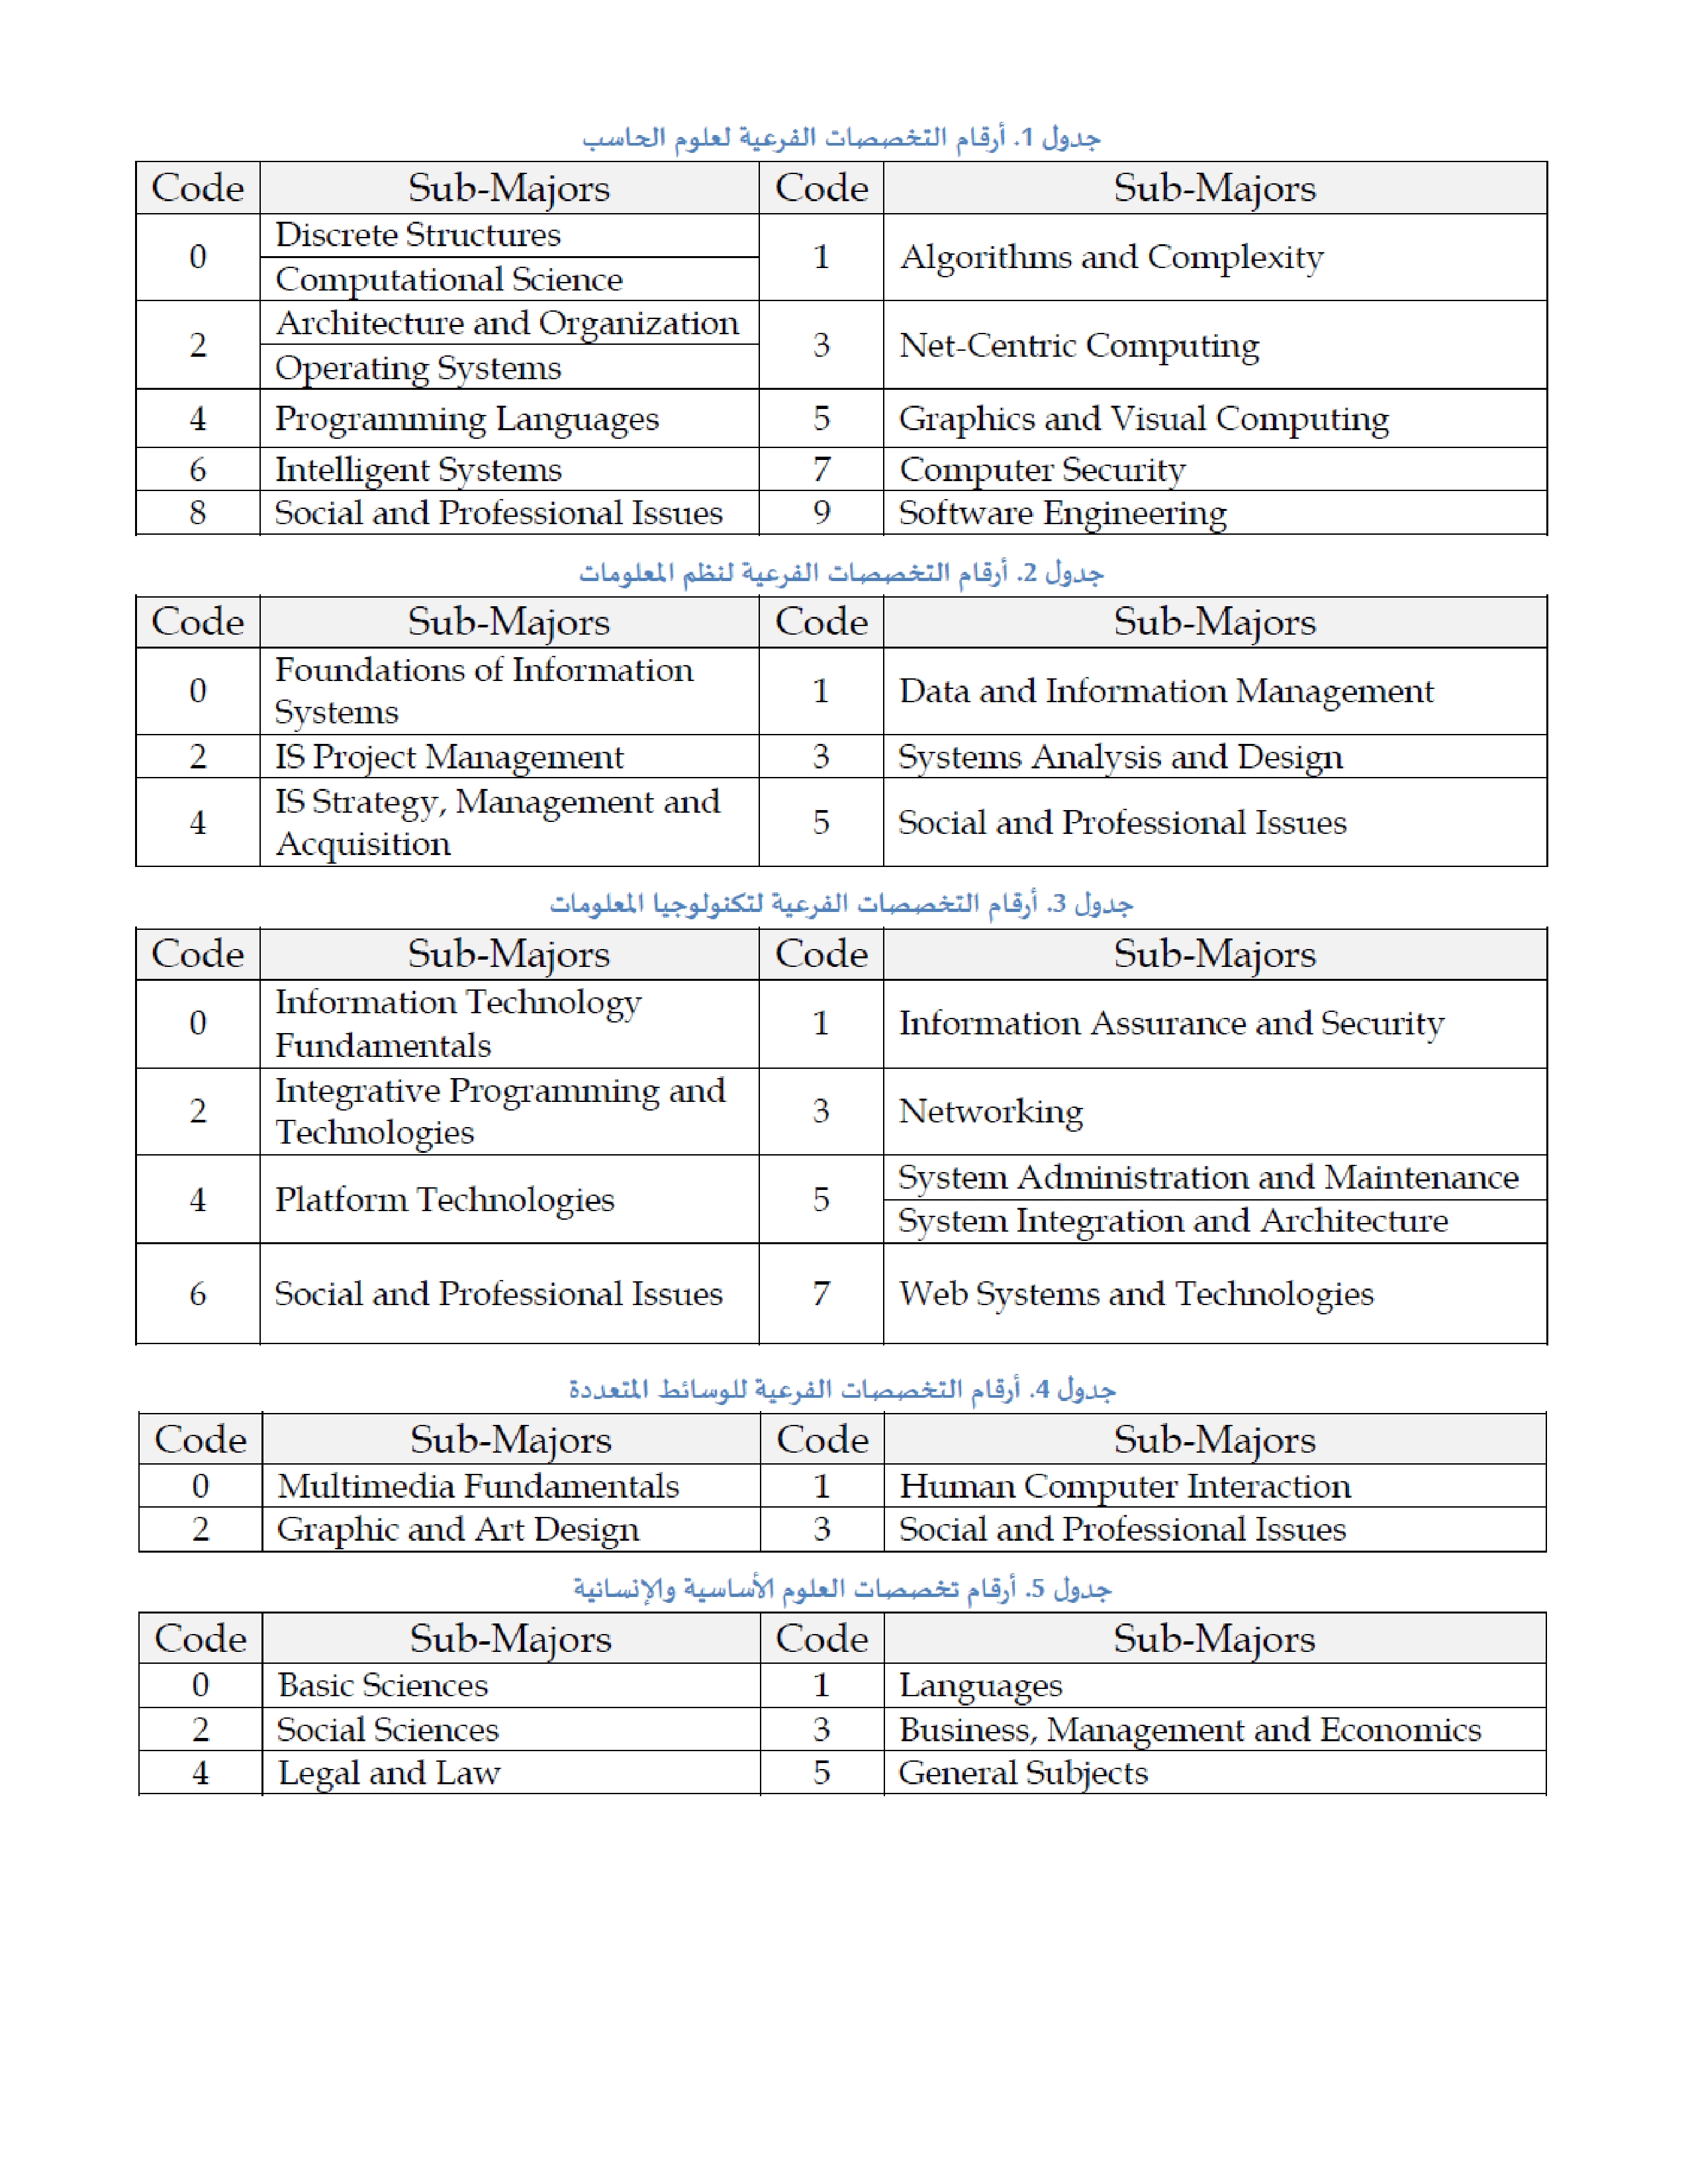 جدول 1. أرقام التخصصات الفرعية لعلوم الحاسب
Code Sub-Majors Code Sub-Majors
0 Discrete Structures 1 Algorithms and Complexity
Computational Science
2 Architecture and Organization 3 Net-Centric Computing
Operating Systems
4 Programming Languages 5 Graphics and Visual Computing
6 Intelligent Systems 7 Computer Security
8 Social and Professional Issues 9 Software Engineering
جدول 2. أرقام التخصصات الفرعية لنظم المعلومات
Code Sub-Majors Code Sub-Majors
0 Foundations of Information 1 Data and Information Management
Systems
2 IS Project Management 3 Systems Analysis and Design
4 IS Strategy, Management and 5 Social and Professional Issues
Acquisition
جدول 3. أرقام التخصصات الفرعية لتكنولوجيا المعلومات
Code Sub-Majors Code Sub-Majors
0 Information Technology 1 Information Assurance and Security
Fundamentals
2 Integrative Programming and 3 Networking
Technologies
4 Platform Technologies 5 System Administration and Maintenance
System Integration and Architecture
6 Social and Professional Issues 7 Web Systems and Technologies
جدول 4. أرقام التخصصات الفرعية للوسائط المتعددة
Code Sub-Majors Code Sub-Majors
0 Multimedia Fundamentals 1 Human Computer Interaction
2 Graphic and Art Design 3 Social and Professional Issues
جدول 5. أرقام تخصصات العلوم الأساسية والإنسانية
Code Sub-Majors Code Sub-Majors
0 Basic Sciences 1 Languages
2 Social Sciences 3 Business, Management and Economics
4 Legal and Law 5 General Subjects